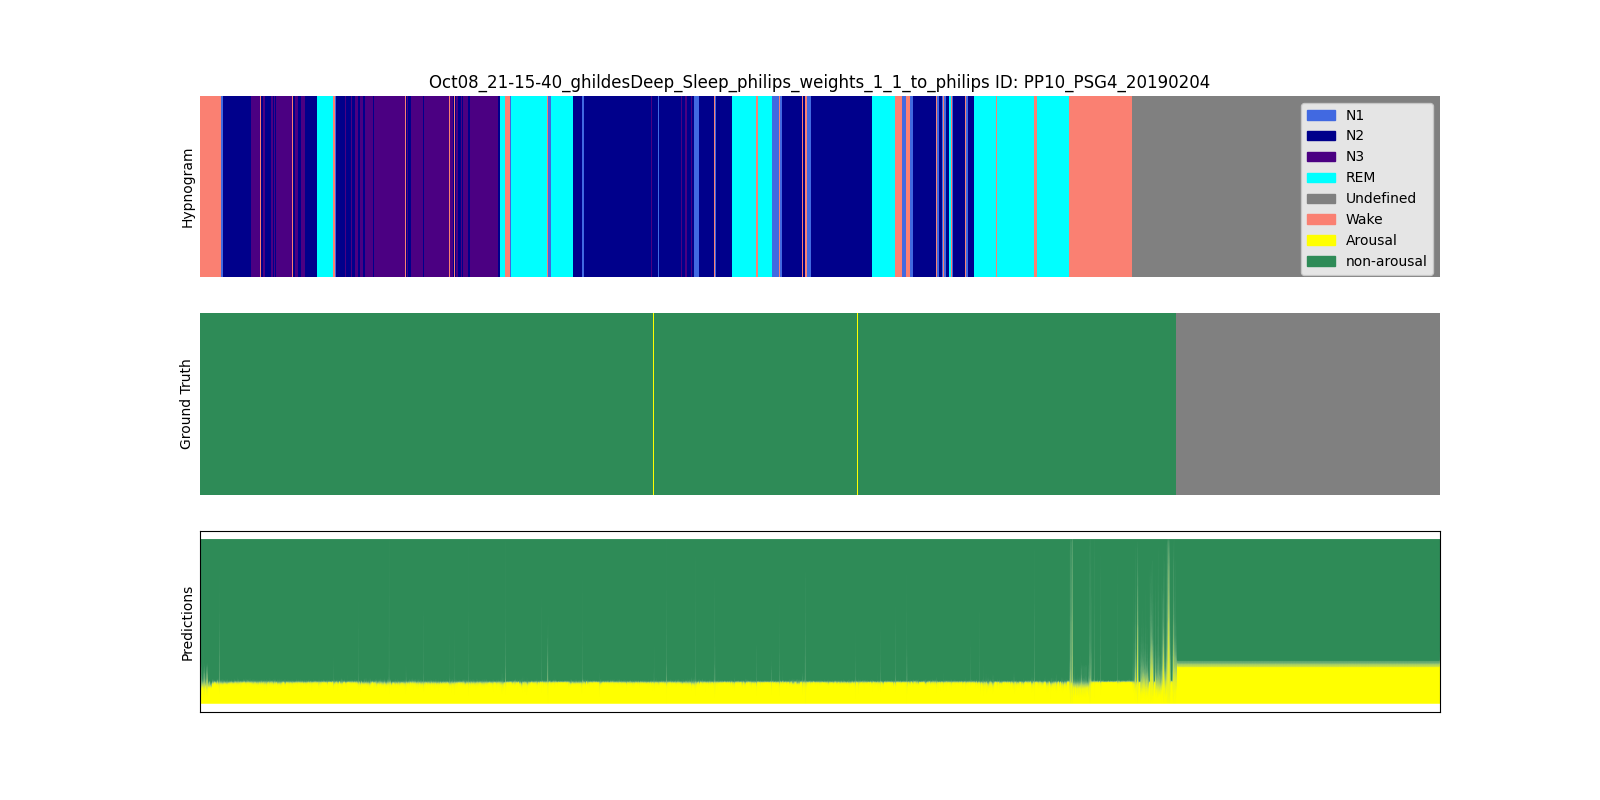 Oct08_21-15-40_ghildesDeep_Sleep_philips_weights_1_1_to_philips ID: PP10_PSG4_20190204
Hypnogram
N1
N2
N3
REM
Undefined
Wake
Arousal
non-arousal
Ground Truth
Predictions